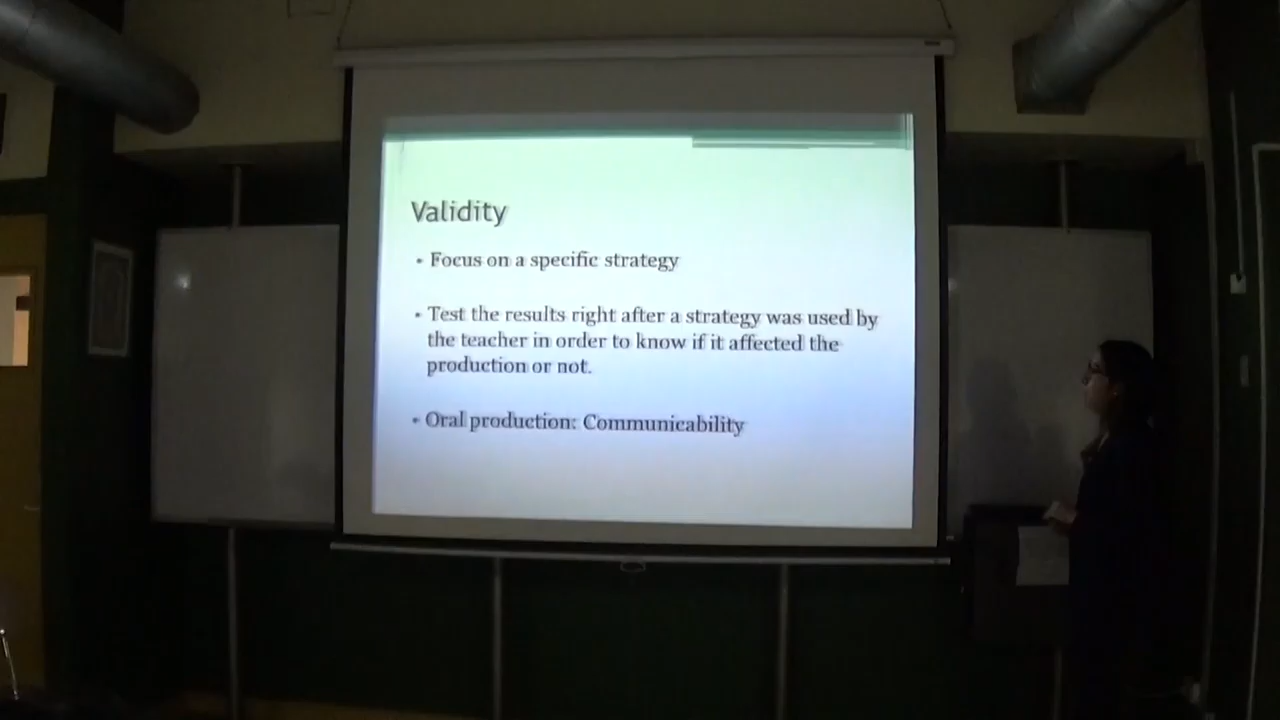 Validity
• Focus on a specific strategy
• Test the results right after a strategy was used by
the teacher in order to know if it affected the
production or not.
• Oral production: Communicability